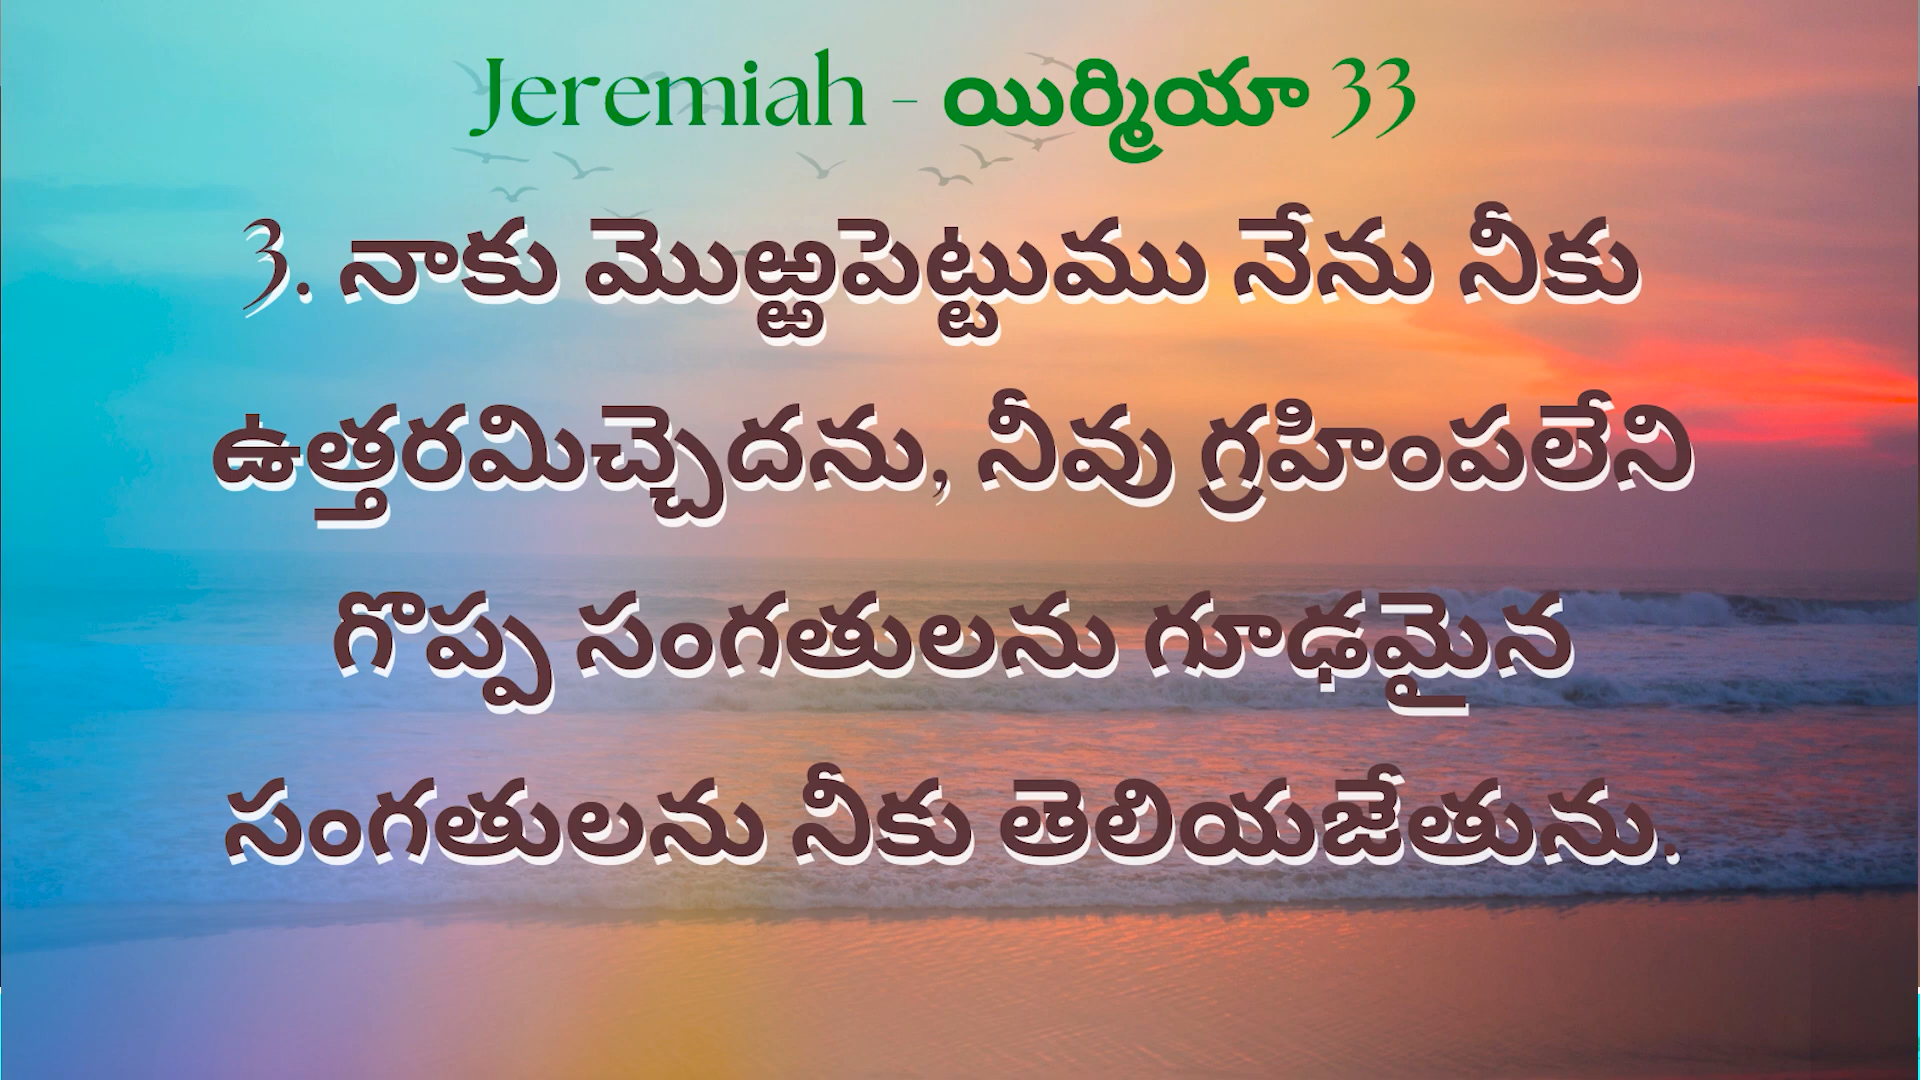 Jeremiah - యిర్మియా 33
3. నాకు మొఱ్ఱపెట్టుము నేను నీకు
ఉత్తరమిచ్చెదను, నీవు గ్రహింపలేని
గొప్ప సంగతులను గూఢమైన
సంగతులను నీకు తెలియజేతును.